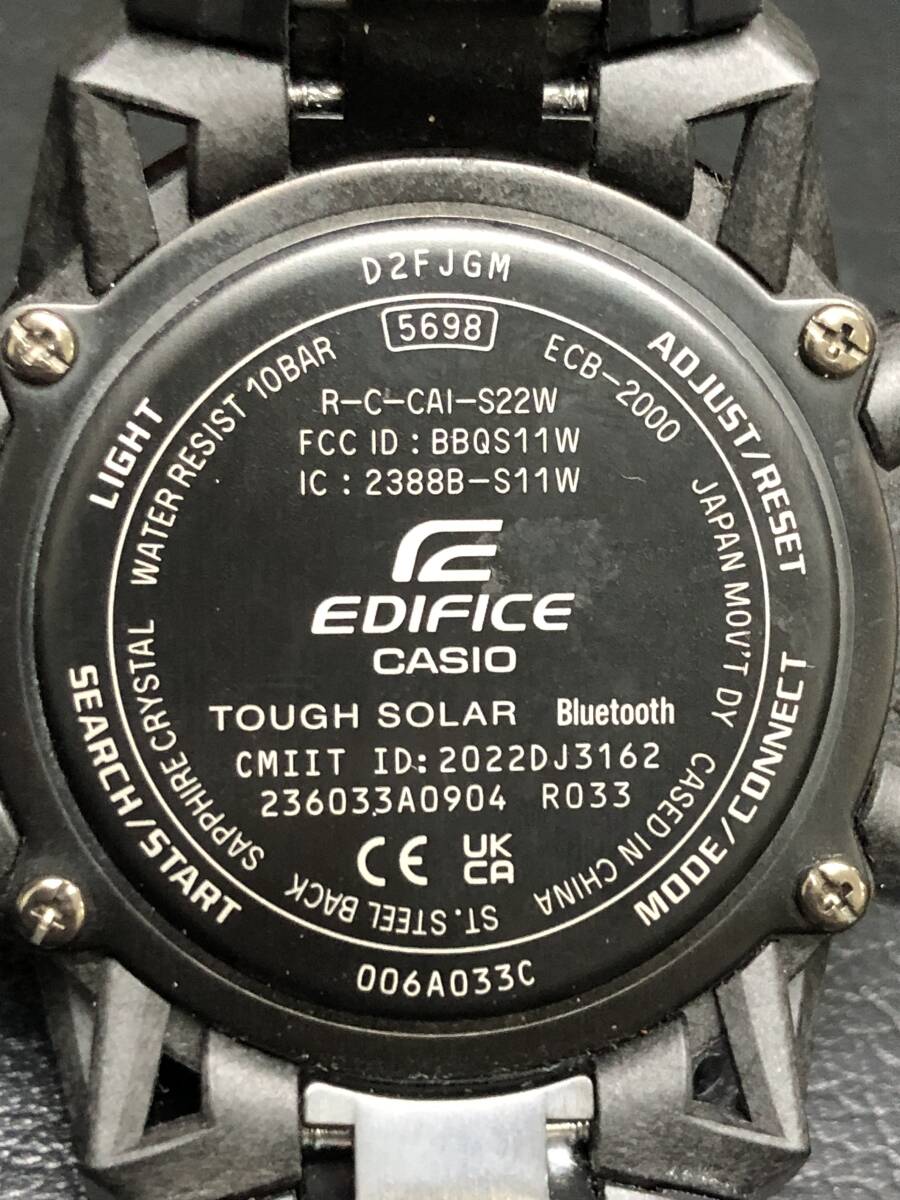 D2FJGM
5698
ECB-2000
WATER RESIST 10BAR
ADJUST/RESET
LIGHT
R-C-CAI-S22W
FCC ID : BBQS11W
IC : 2388B-S11W
JAPAN MOV'T DY
EDIFICE
CASIO
TOUGH SOLAR Bluetooth
CMIIT ID: 2022DJ3162
236033A0904 R033
CE UKCA
SAPPHIRE CRYSTAL
SEARCH/START
CASED IN CHINA
MODE/CONNECT
ST. STEEL BACK
006A033C